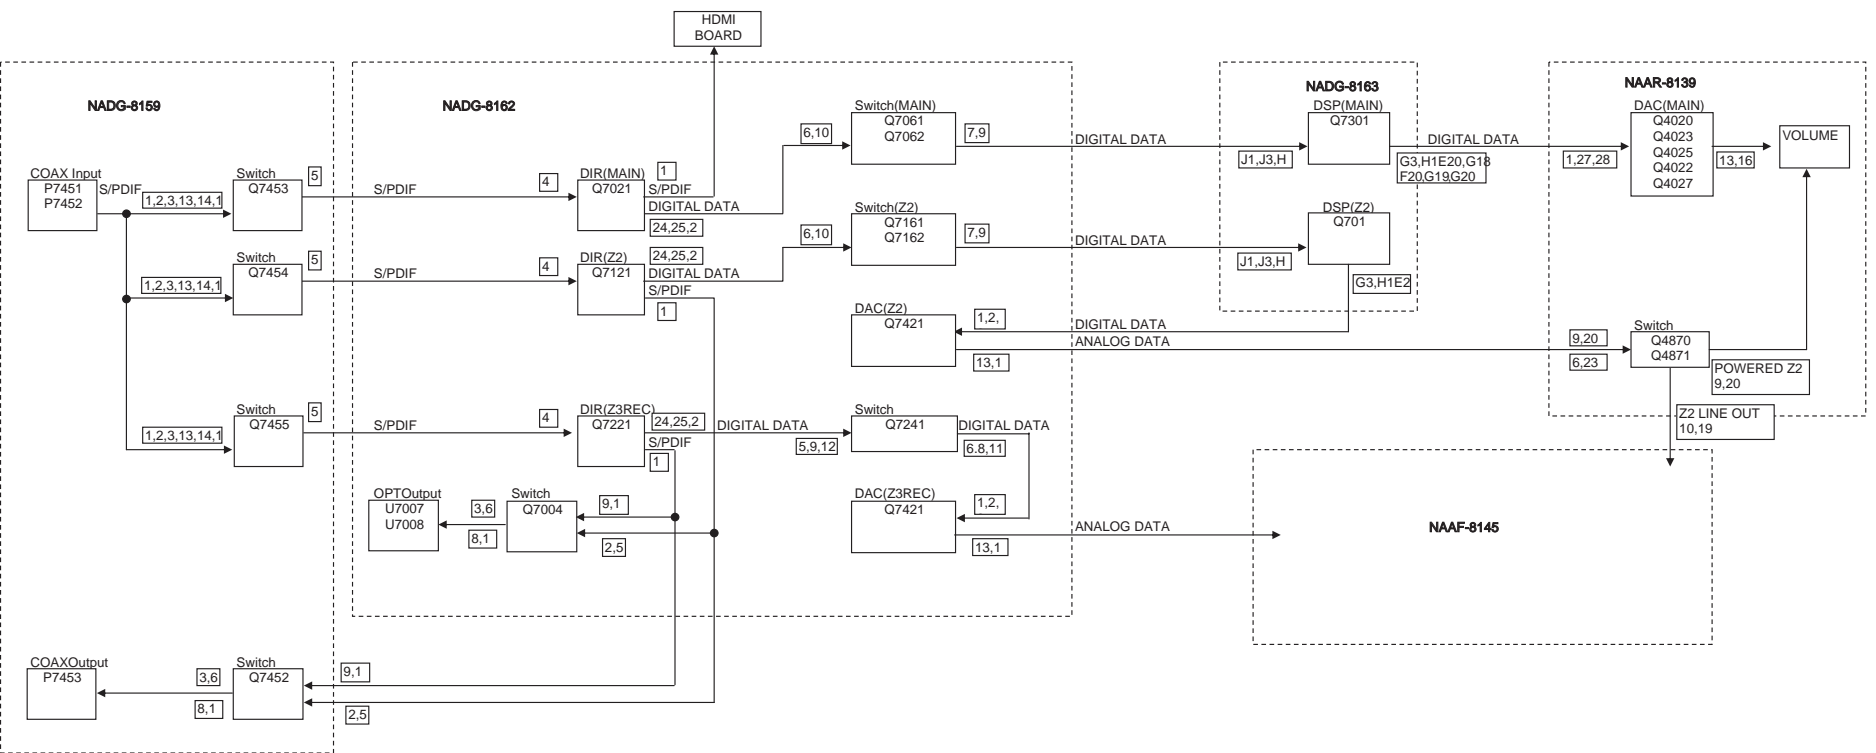 HDMI
BOARD
NADG-8159
COAX Input
P7451
P7452
S/PDIF
1,2,3,13,14,1
Switch
Q7453
5
1,2,3,13,14,1
Switch
Q7454
5
1,2,3,13,14,1
Switch
Q7455
5
COAXOutput
P7453
3,6
8,1
Switch
Q7452
9,1
2,5
NADG-8162
S/PDIF
4
DIR(MAIN)
Q7021
1
S/PDIF
DIGITAL DATA
24,25,2
6,10
Switch(MAIN)
Q7061
Q7062
7,9
DIGITAL DATA
S/PDIF
4
DIR(Z2)
Q7121
24,25,2
DIGITAL DATA
S/PDIF
1
6,10
Switch(Z2)
Q7161
Q7162
7,9
DIGITAL DATA
DAC(Z2)
Q7421
1,2,
DIGITAL DATA
ANALOG DATA
13,1
S/PDIF
4
DIR(Z3REC)
Q7221
24,25,2
DIGITAL DATA
S/PDIF
1
5,9,12
Switch
Q7241
DIGITAL DATA
6.8,11
OPTOutput
U7007
U7008
3,6
8,1
Switch
Q7004
9,1
2,5
DAC(Z3REC)
Q7421
1,2,
ANALOG DATA
13,1
NADG-8163
DSP(MAIN)
Q7301
J1,J3,H
DIGITAL DATA
G3,H1E20,G18
F20,G19,G20
DSP(Z2)
Q701
J1,J3,H
G3,H1E2
NAAR-8139
DAC(MAIN)
Q4020
Q4023
Q4025
Q4022
Q4027
1,27,28
13,16
VOLUME
9,20
6,23
Switch
Q4870
Q4871
POWERED Z2
9,20
Z2 LINE OUT
10,19
NAAF-8145